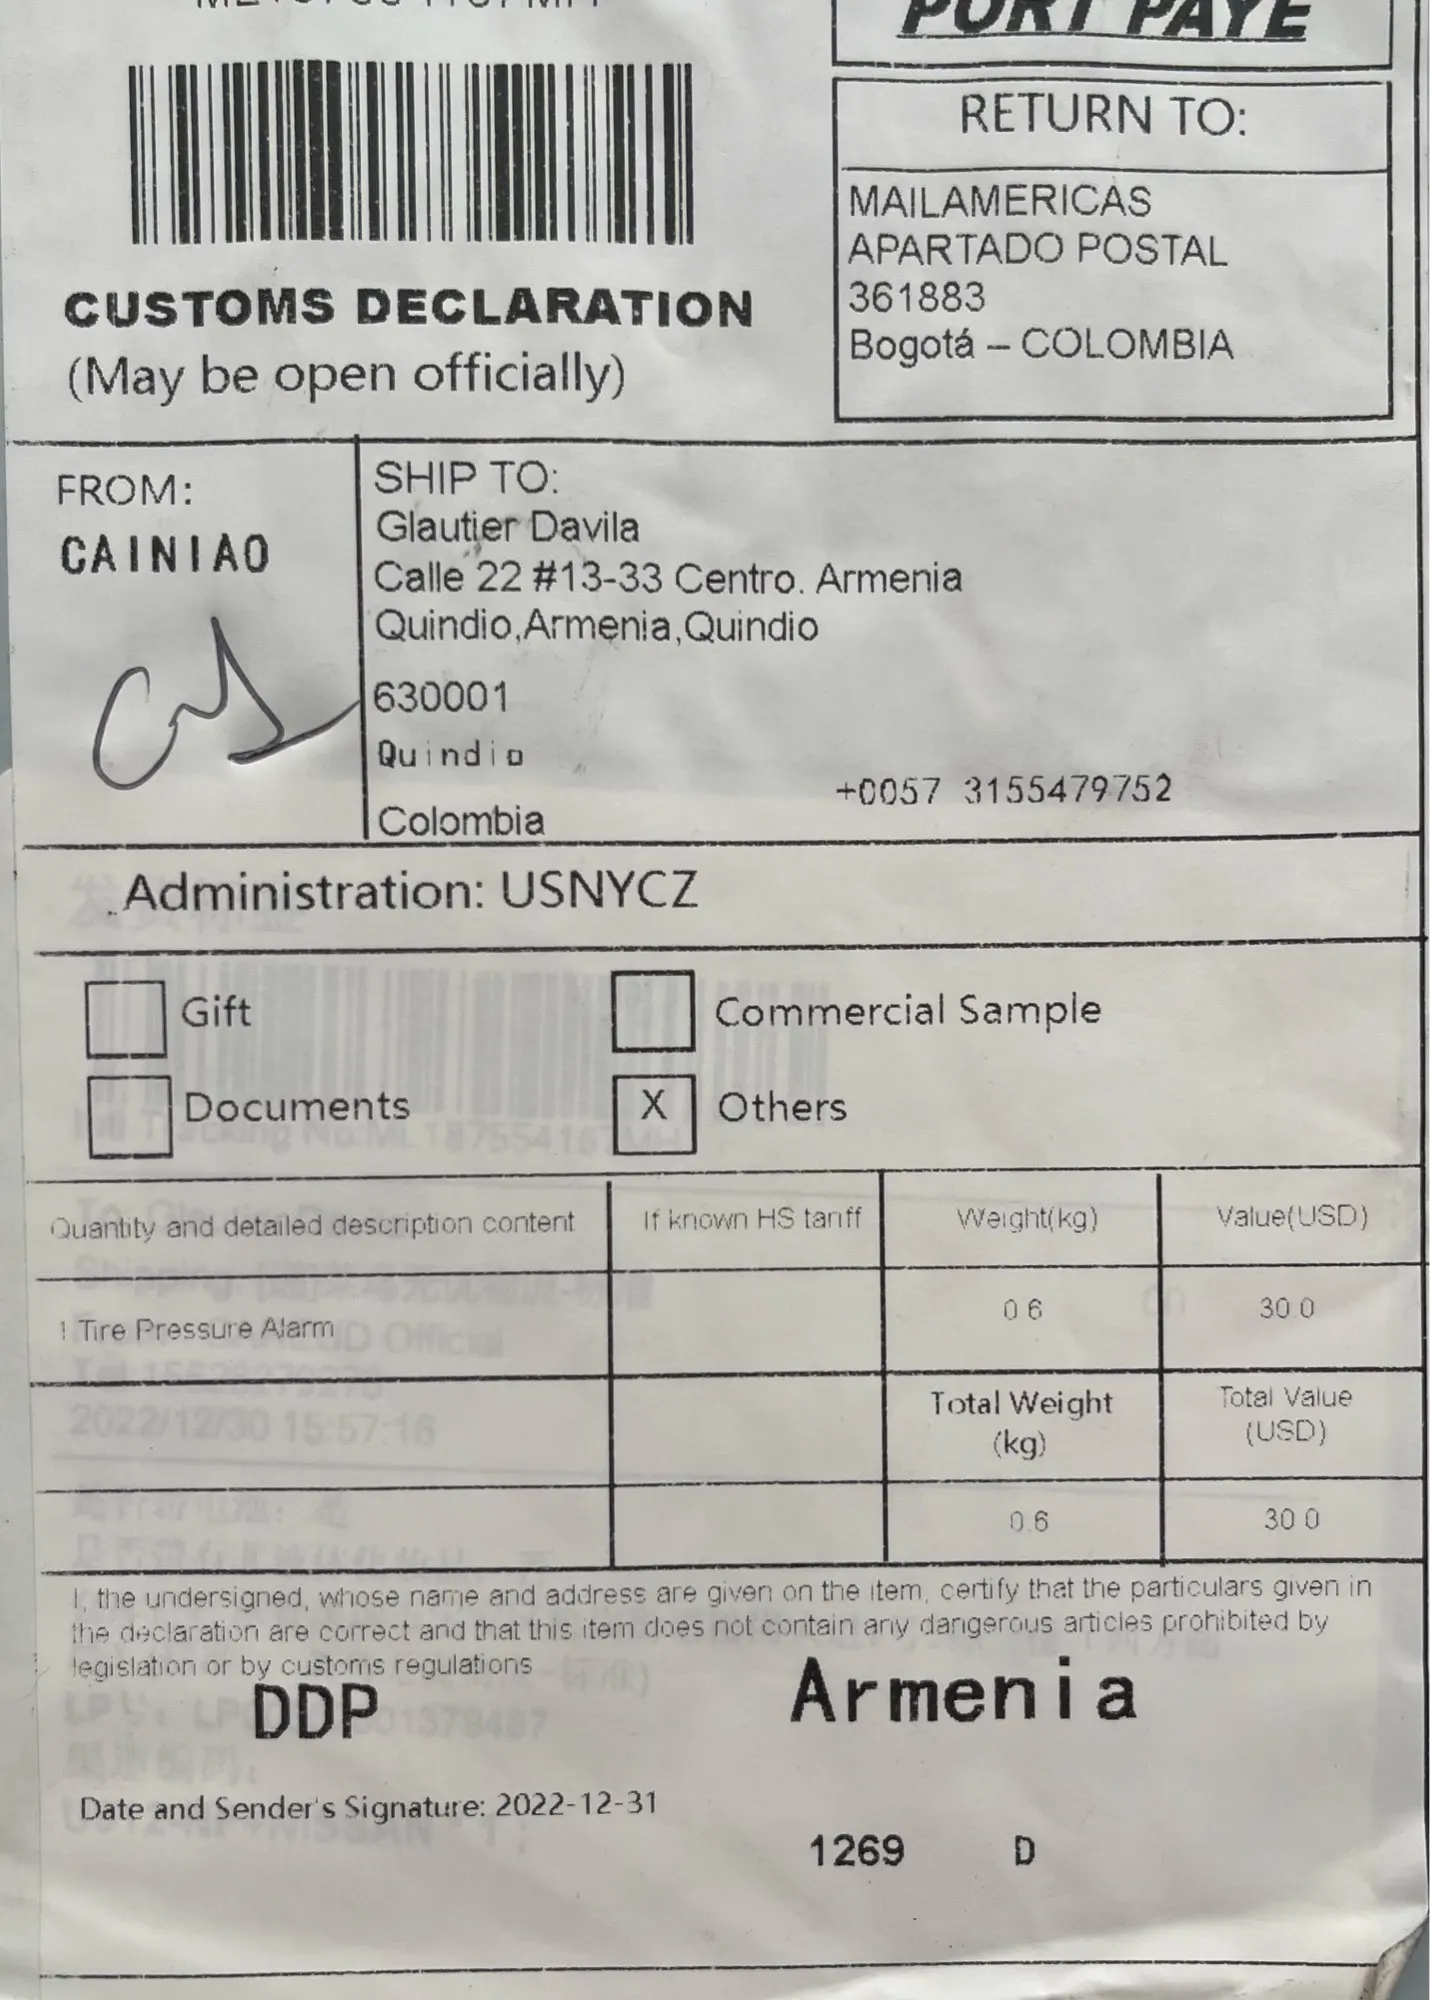 PORT PAYE
RETURN TO:
MAILAMERICAS
APARTADO POSTAL
361883
Bogotá – COLOMBIA
CUSTOMS DECLARATION
(May be open officially)
FROM:
CAINIAO
SHIP TO:
Glautier Davila
Calle 22 #13-33 Centro. Armenia
Quindio,Armenia,Quindio
630001
Quindio
Colombia
+0057 3155479752
Administration: USNYCZ
Gift
Commercial Sample
Documents
X Others
Quantity and detailed description content
If known HS tariff
Weight(kg)
Value(USD)
1 Tire Pressure Alarm
0.6
30.0
Total Weight
(kg)
Total Value
(USD)
0.6
30.0
I, the undersigned, whose name and address are given on the item, certify that the particulars given in
the declaration are correct and that this item does not contain any dangerous articles prohibited by
legislation or by customs regulations
DDP
Armenia
Date and Sender's Signature: 2022-12-31
1269 D